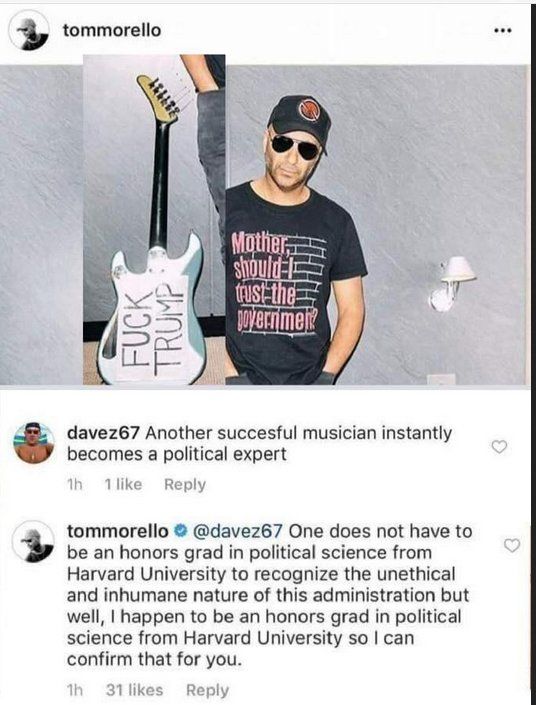 tommorello
FUCK
TRUMP
Mother,
should I
trust the
government?
davez67 Another succesful musician instantly
becomes a political expert
1h 1 like Reply
tommorello @davez67 One does not have to
be an honors grad in political science from
Harvard University to recognize the unethical
and inhumane nature of this administration but
well, I happen to be an honors grad in political
science from Harvard University so I can
confirm that for you.
1h 31 likes Reply